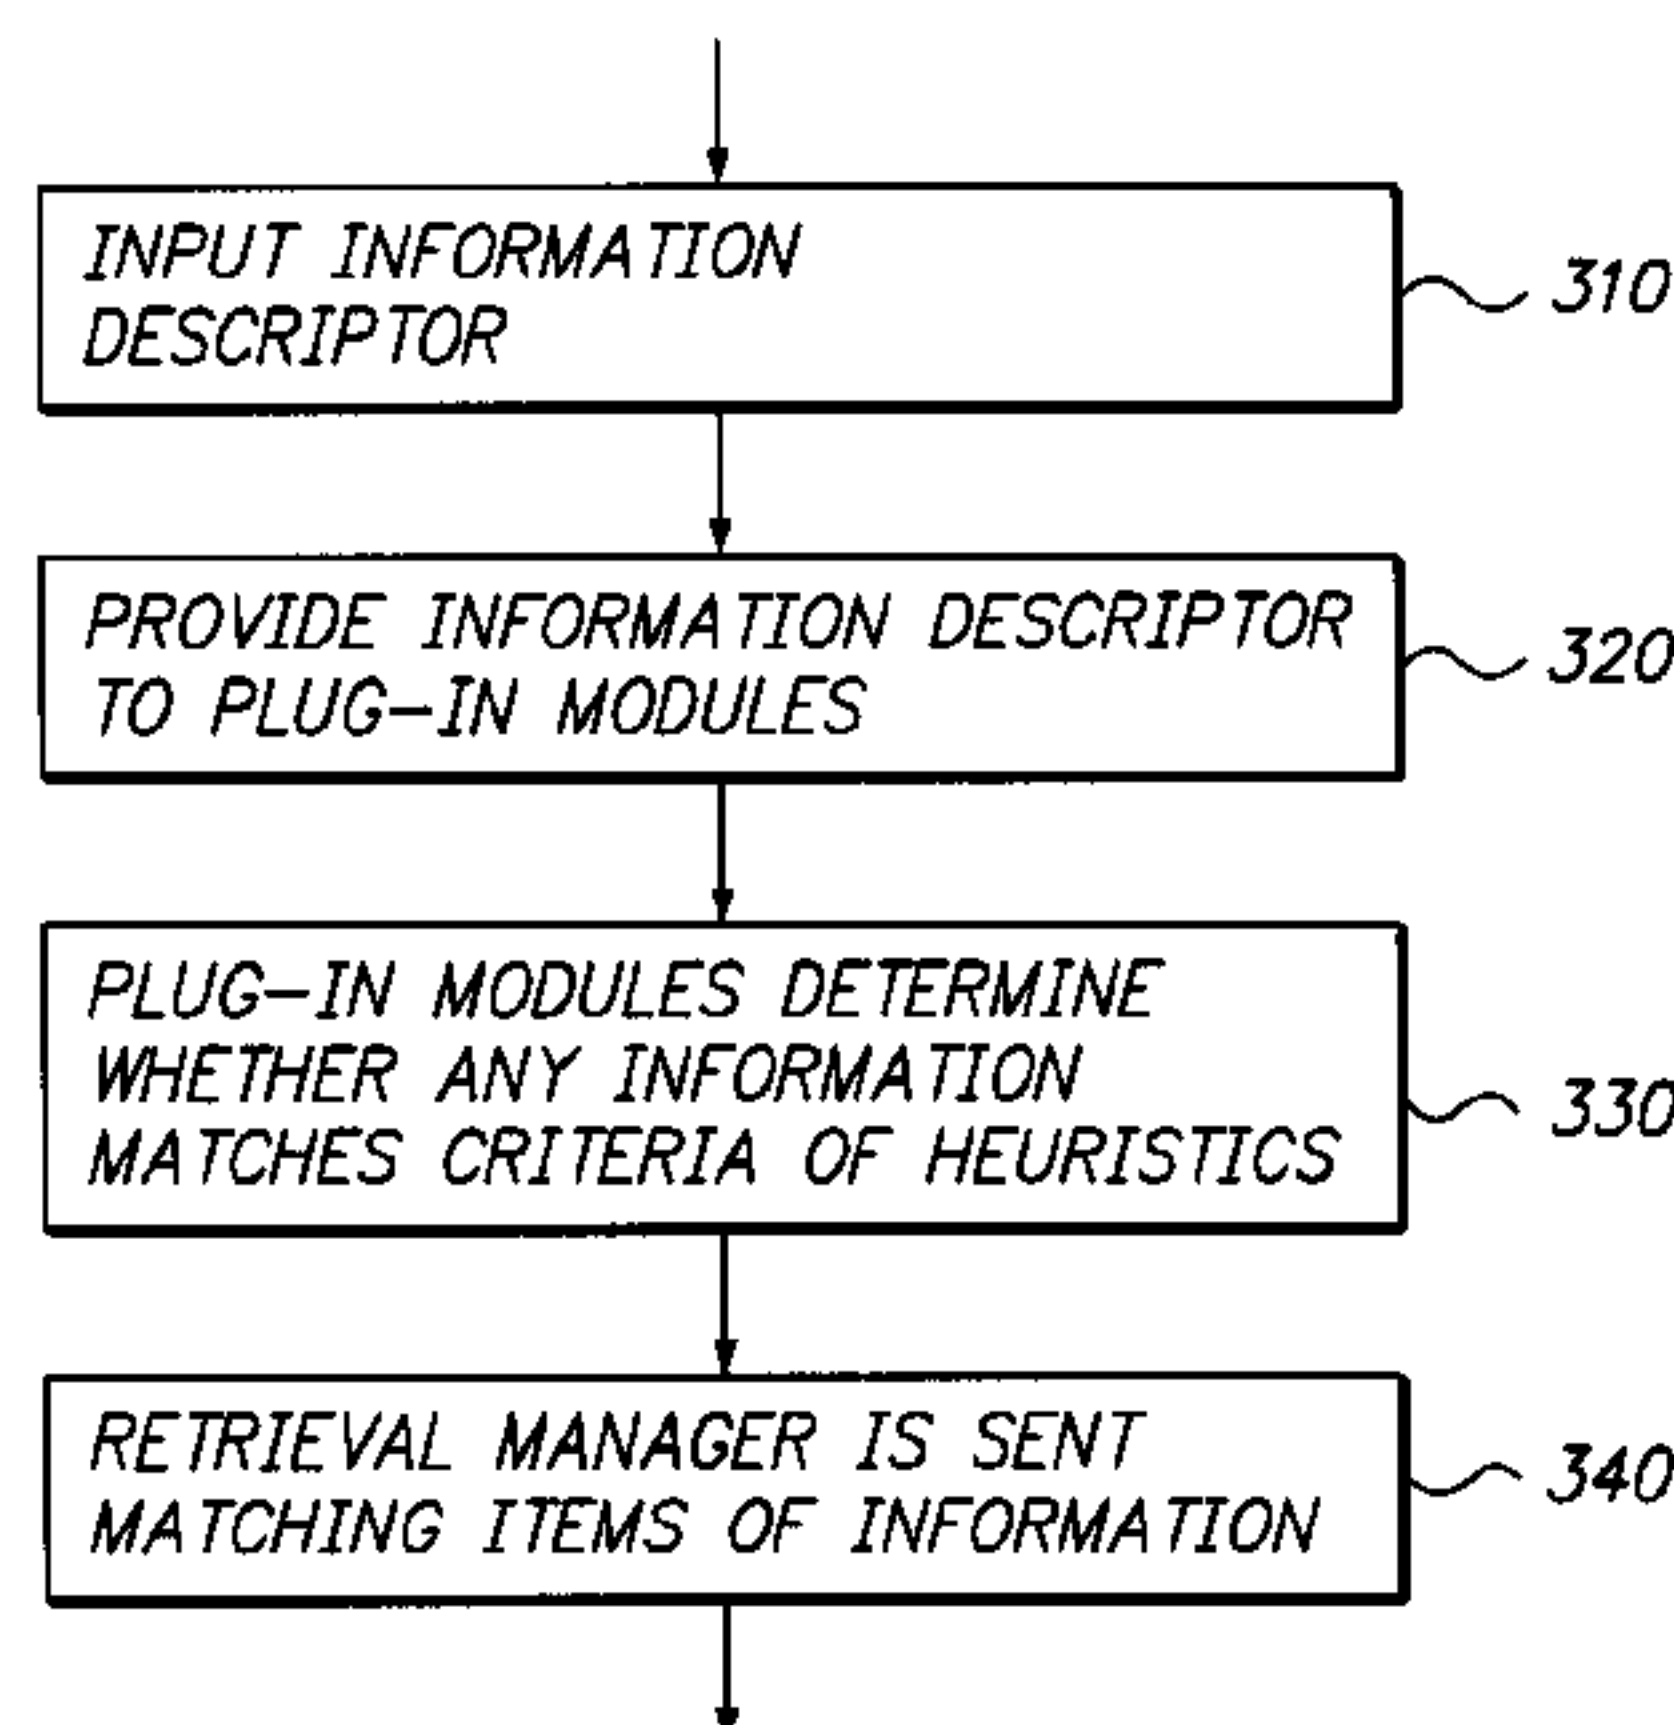 INPUT INFORMATION
DESCRIPTOR
310
PROVIDE INFORMATION DESCRIPTOR
TO PLUG-IN MODULES
320
PLUG-IN MODULES DETERMINE
WHETHER ANY INFORMATION
MATCHES CRITERIA OF HEURISTICS
330
RETRIEVAL MANAGER IS SENT
MATCHING ITEMS OF INFORMATION
340